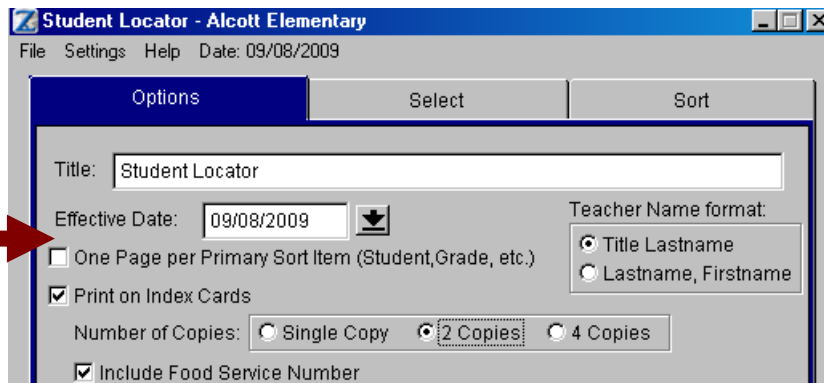 Student Locator - Alcott Elementary
File Settings Help Date: 09/08/2009
Options Select Sort
Title: Student Locator
Effective Date: 09/08/2009
Teacher Name format:
Title Lastname
Lastname, Firstname
One Page per Primary Sort Item (Student,Grade, etc.)
Print on Index Cards
Number of Copies: Single Copy 2 Copies 4 Copies
Include Food Service Number